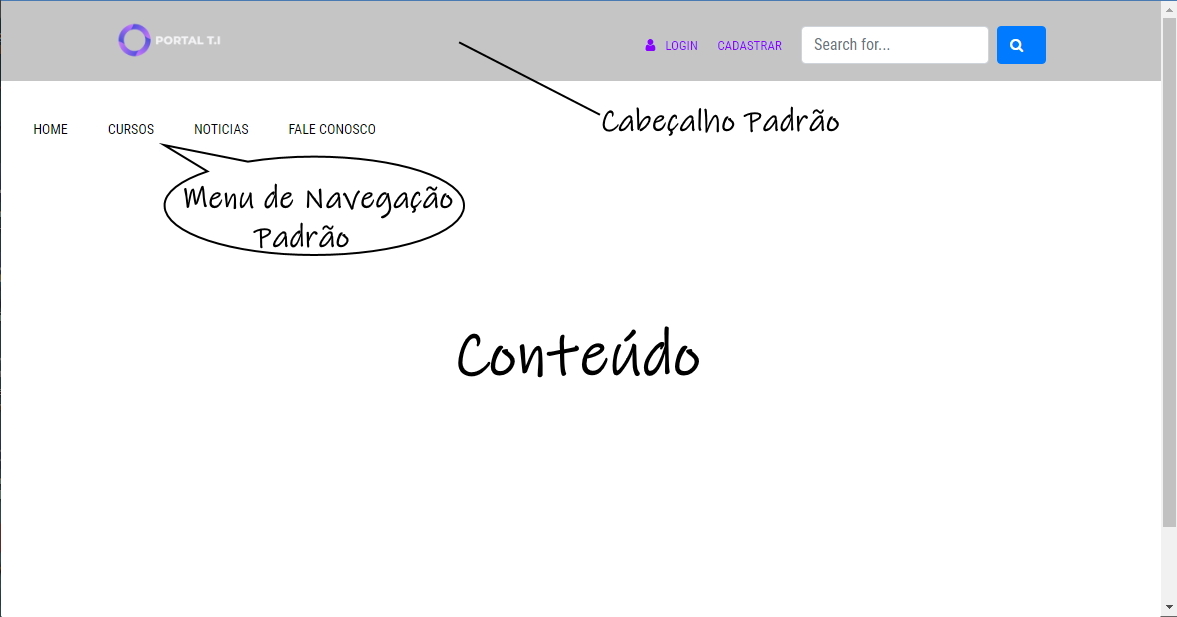 PORTAL T.I
LOGIN CADASTRAR Search for...
Cabeçalho Padrão
HOME CURSOS NOTICIAS FALE CONOSCO
Menu de Navegação
Padrão
Conteúdo